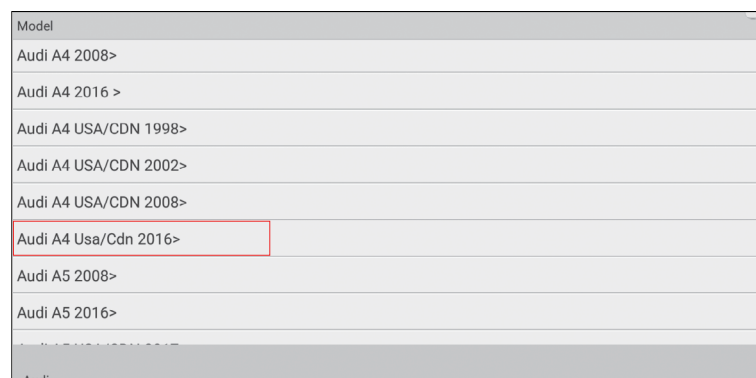 Model
Audi A4 2008>
Audi A4 2016 >
Audi A4 USA/CDN 1998>
Audi A4 USA/CDN 2002>
Audi A4 USA/CDN 2008>
Audi A4 Usa/Cdn 2016>
Audi A5 2008>
Audi A5 2016>